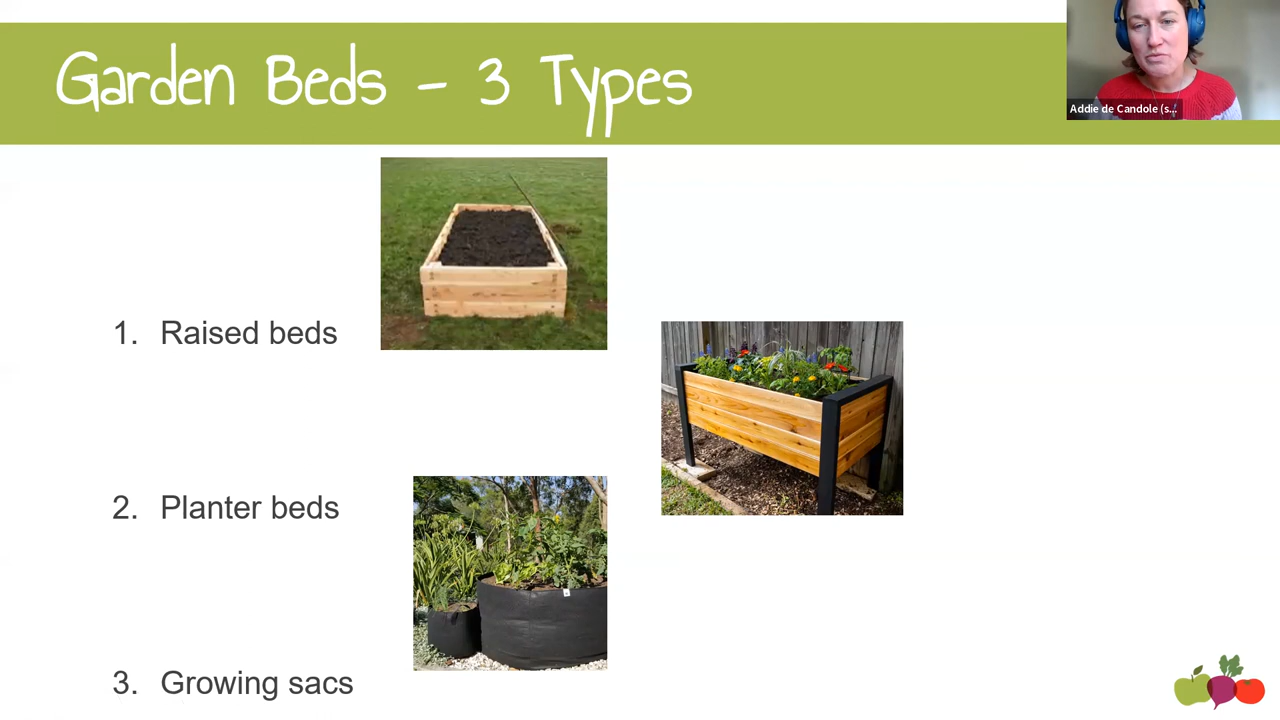 Garden Beds - 3 Types
Addie de Candole (s...
1. Raised beds
2. Planter beds
3. Growing sacs